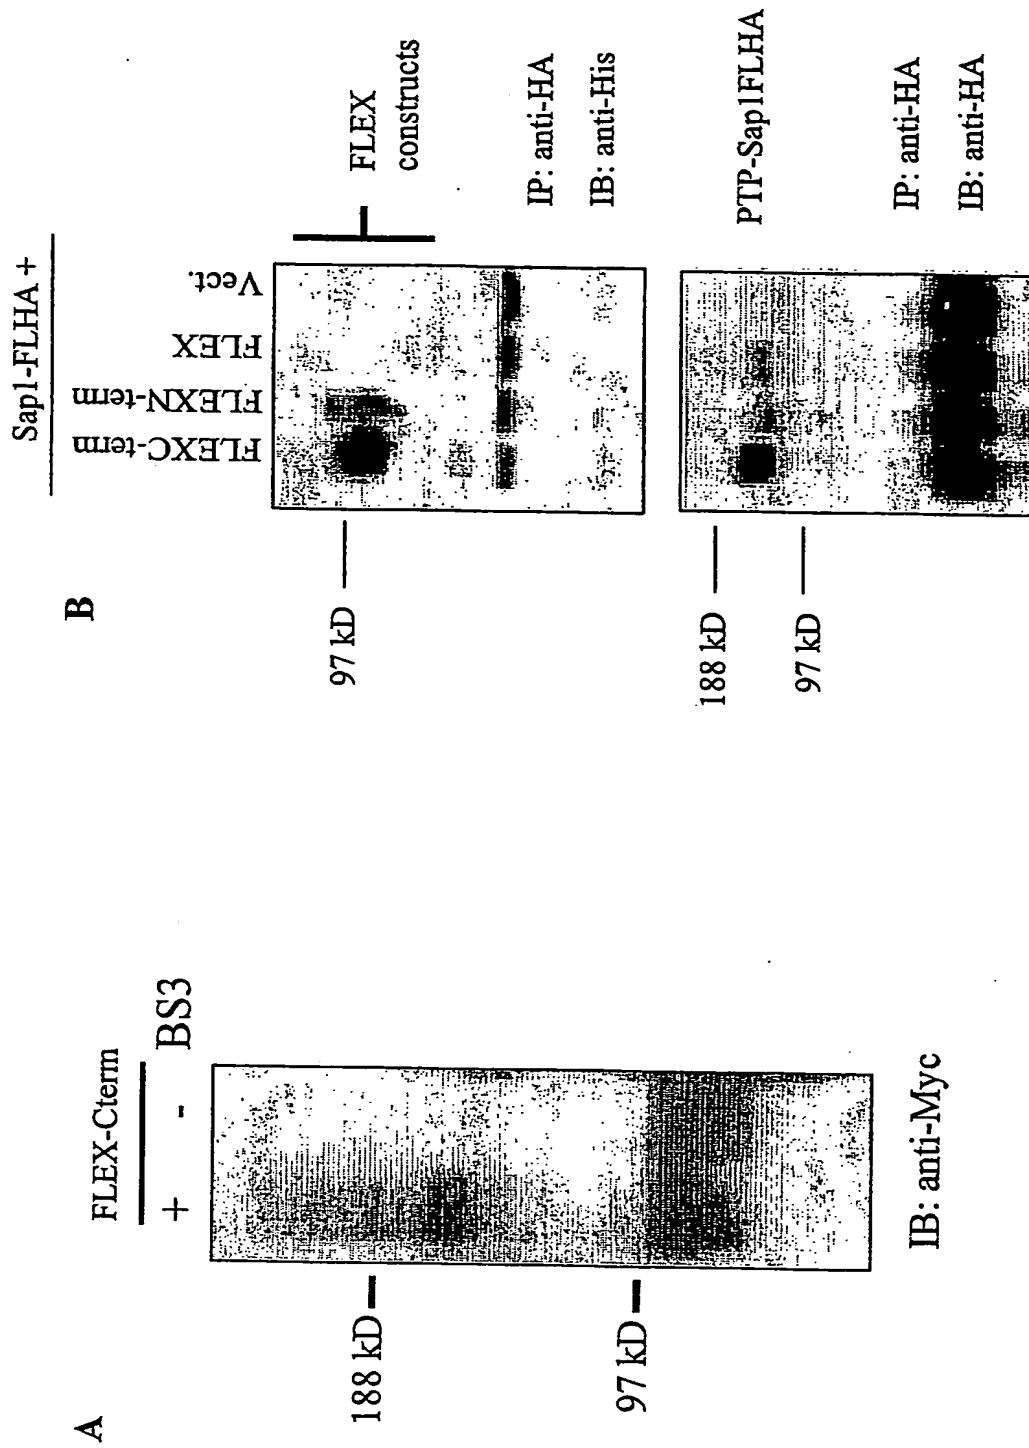 A
FLEX-Cterm
+ - BS3
188 kD
97 kD
IB: anti-Myc
B
Sap1-FLHA +
FLEXC-term
FLEXN-term
FLEX
Vect.
97 kD
FLEX
constructs
IP: anti-HA
IB: anti-His
188 kD
97 kD
PTP-Sap1FLHA
IP: anti-HA
IB: anti-HA